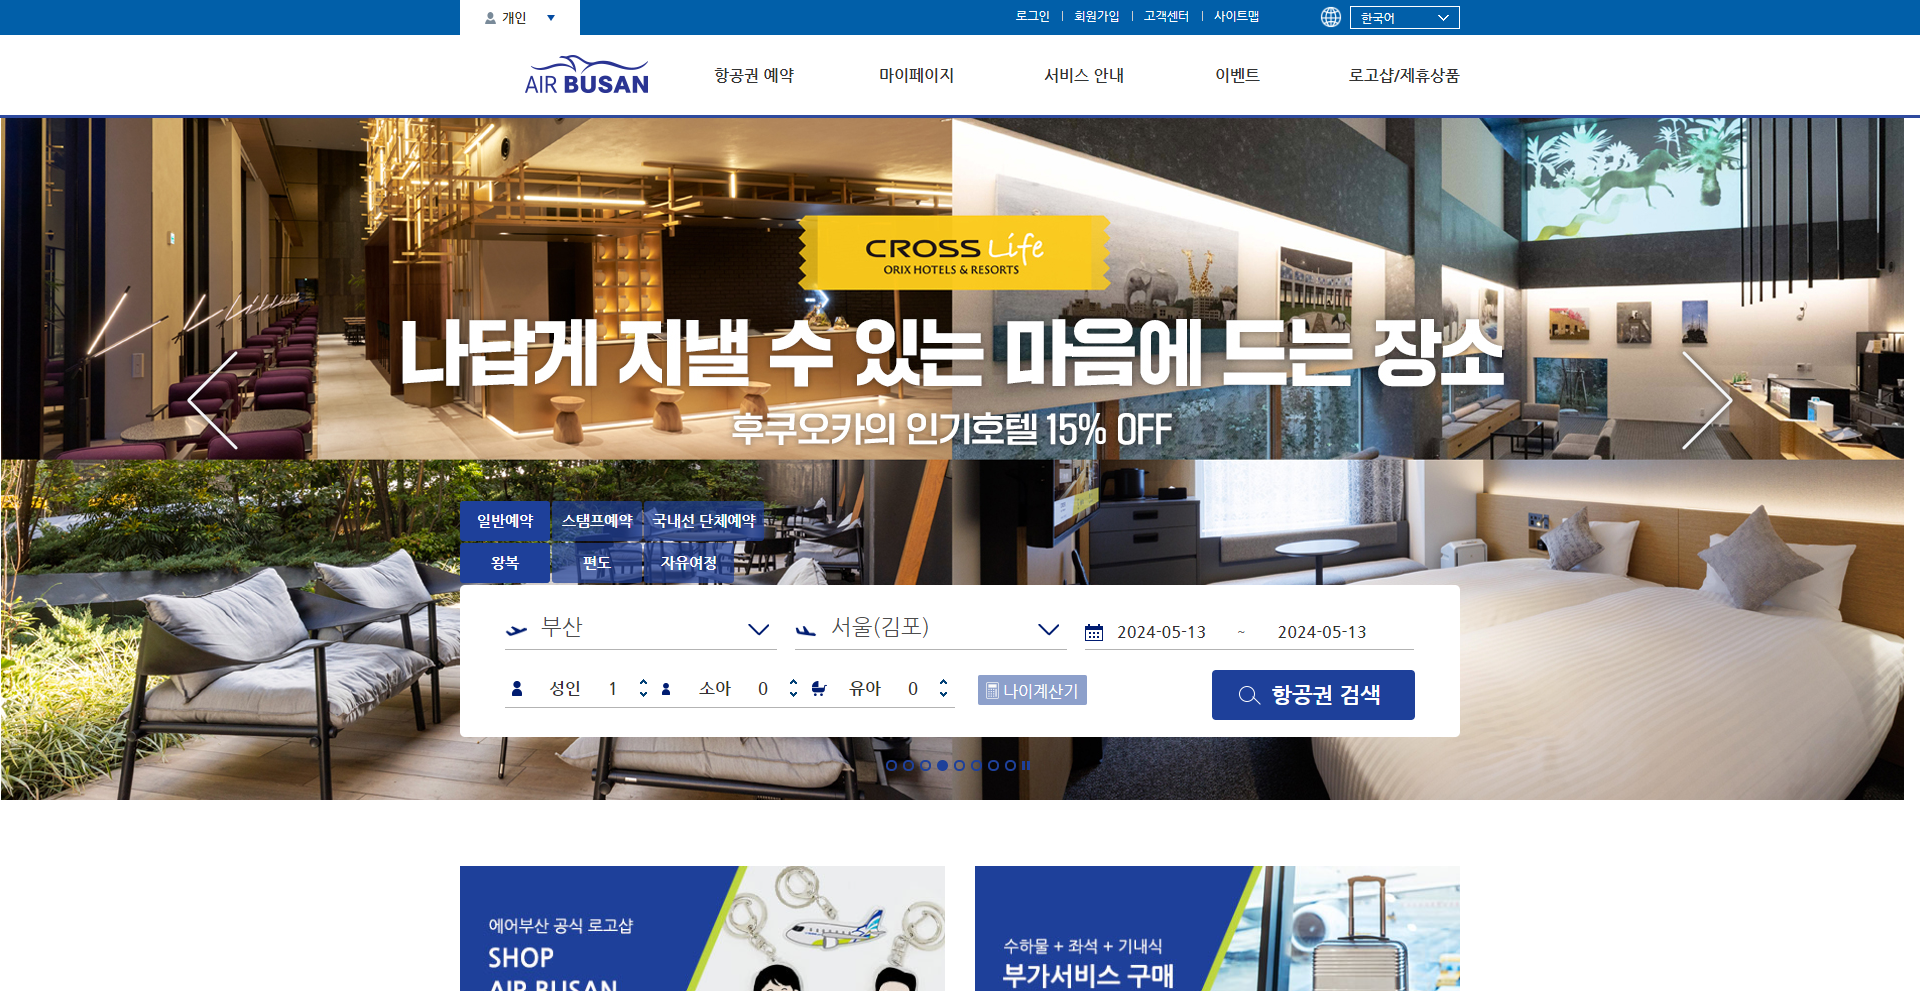 개인
로그인
회원가입
고객센터
사이트맵
한국어
AIR BUSAN
항공권 예약
마이페이지
서비스 안내
이벤트
로고샵/제휴상품
CROSS Life
ORIX HOTELS & RESORTS
나답게 지낼 수 있는 마음에 드는 장소
후쿠오카의 인기호텔 15% OFF
일반예약
스탬프예약
국내선 단체예약
왕복
편도
자유여정
부산
서울(김포)
2024-05-13 ~ 2024-05-13
성인 1
소아 0
유아 0
나이계산기
항공권 검색
에어부산 공식 로고샵
SHOP
AIR BUSAN
수하물 + 좌석 + 기내식
부가서비스 구매